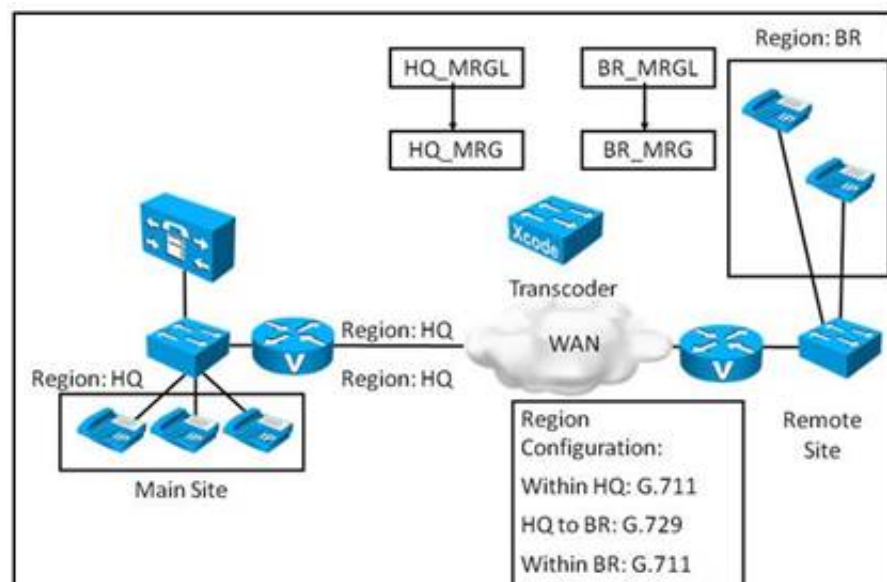 Region: BR
HQ_MRGL
BR_MRGL
HQ_MRG
BR_MRG
Xcode
Transcoder
Region: HQ
WAN
V
V
Region: HQ
Region: HQ
Main Site
Remote
Site
Region
Configuration:
Within HQ: G.711
HQ to BR: G.729
Within BR: G.711